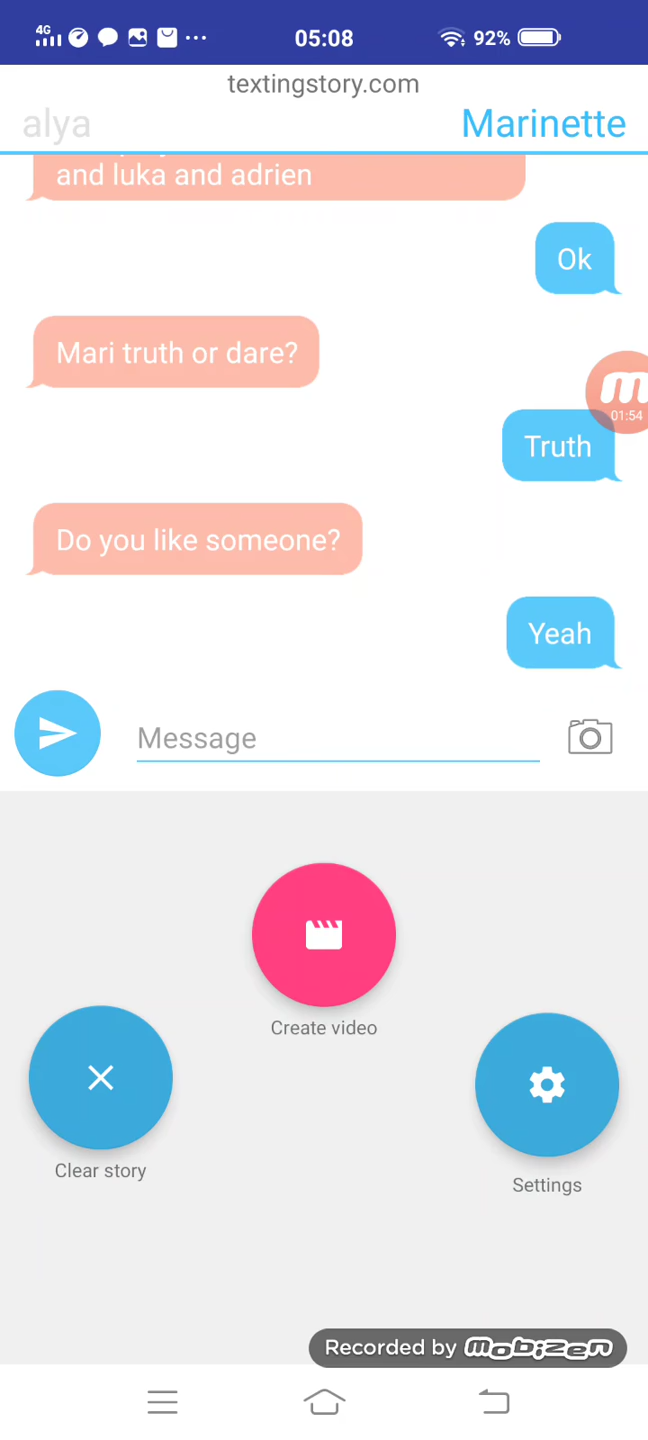 4G 05:08 92%
textingstory.com
alya Marinette
and luka and adrien
Ok
Mari truth or dare?
01:54
Truth
Do you like someone?
Yeah
Message
Create video
Clear story
Settings
Recorded by mobizen